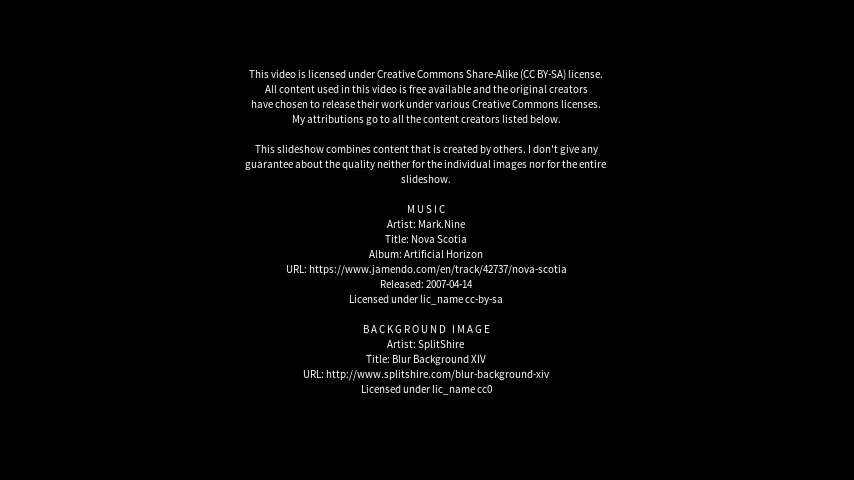 This video is licensed under Creative Commons Share-Alike (CC BY-SA) license.
All content used in this video is free available and the original creators
have chosen to release their work under various Creative Commons licenses.
My attributions go to all the content creators listed below.
This slideshow combines content that is created by others. I don't give any
guarantee about the quality neither for the individual images nor for the entire
slideshow.
MUSIC
Artist: Mark.Nine
Title: Nova Scotia
Album: Artificial Horizon
URL: https://www.jamendo.com/en/track/42737/nova-scotia
Released: 2007-04-14
Licensed under lic_name cc-by-sa
BACKGROUND IMAGE
Artist: SplitShire
Title: Blur Background XIV
URL: http://www.splitshire.com/blur-background-xiv
Licensed under lic_name cc0